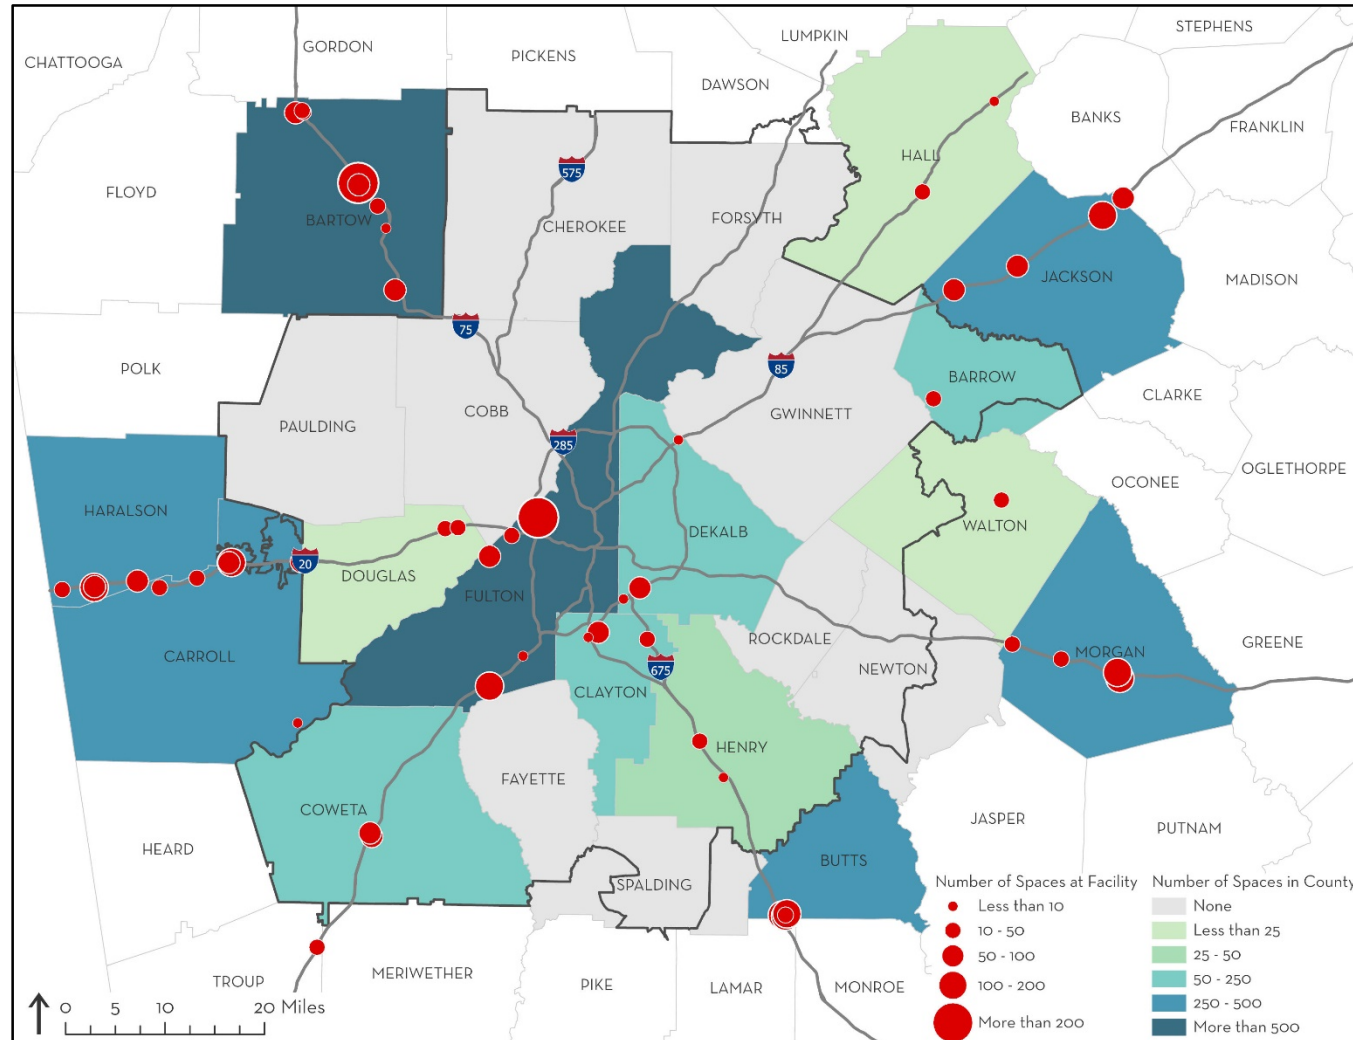 STEPHENS
LUMPKIN
GORDON
PICKENS
CHATTOOGA
DAWSON
BANKS
FRANKLIN
HALL
575
FLOYD
BARTOW
FORSYTH
CHEROKEE
JACKSON
MADISON
75
85
POLK
BARROW
CLARKE
COBB
GWINNETT
PAULDING
285
OGLETHORPE
OCONEE
HARALSON
WALTON
DEKALB
20
DOUGLAS
FULTON
ROCKDALE
GREENE
CARROLL
MORGAN
675
NEWTON
CLAYTON
HENRY
FAYETTE
COWETA
JASPER
PUTNAM
HEARD
BUTTS
SPALDING
TROUP
MERIWETHER
PIKE
LAMAR
MONROE
Number of Spaces at Facility
Less than 10
10 - 50
50 - 100
100 - 200
More than 200
Number of Spaces in County
None
Less than 25
25 - 50
50 - 250
250 - 500
More than 500
0 5 10 20 Miles